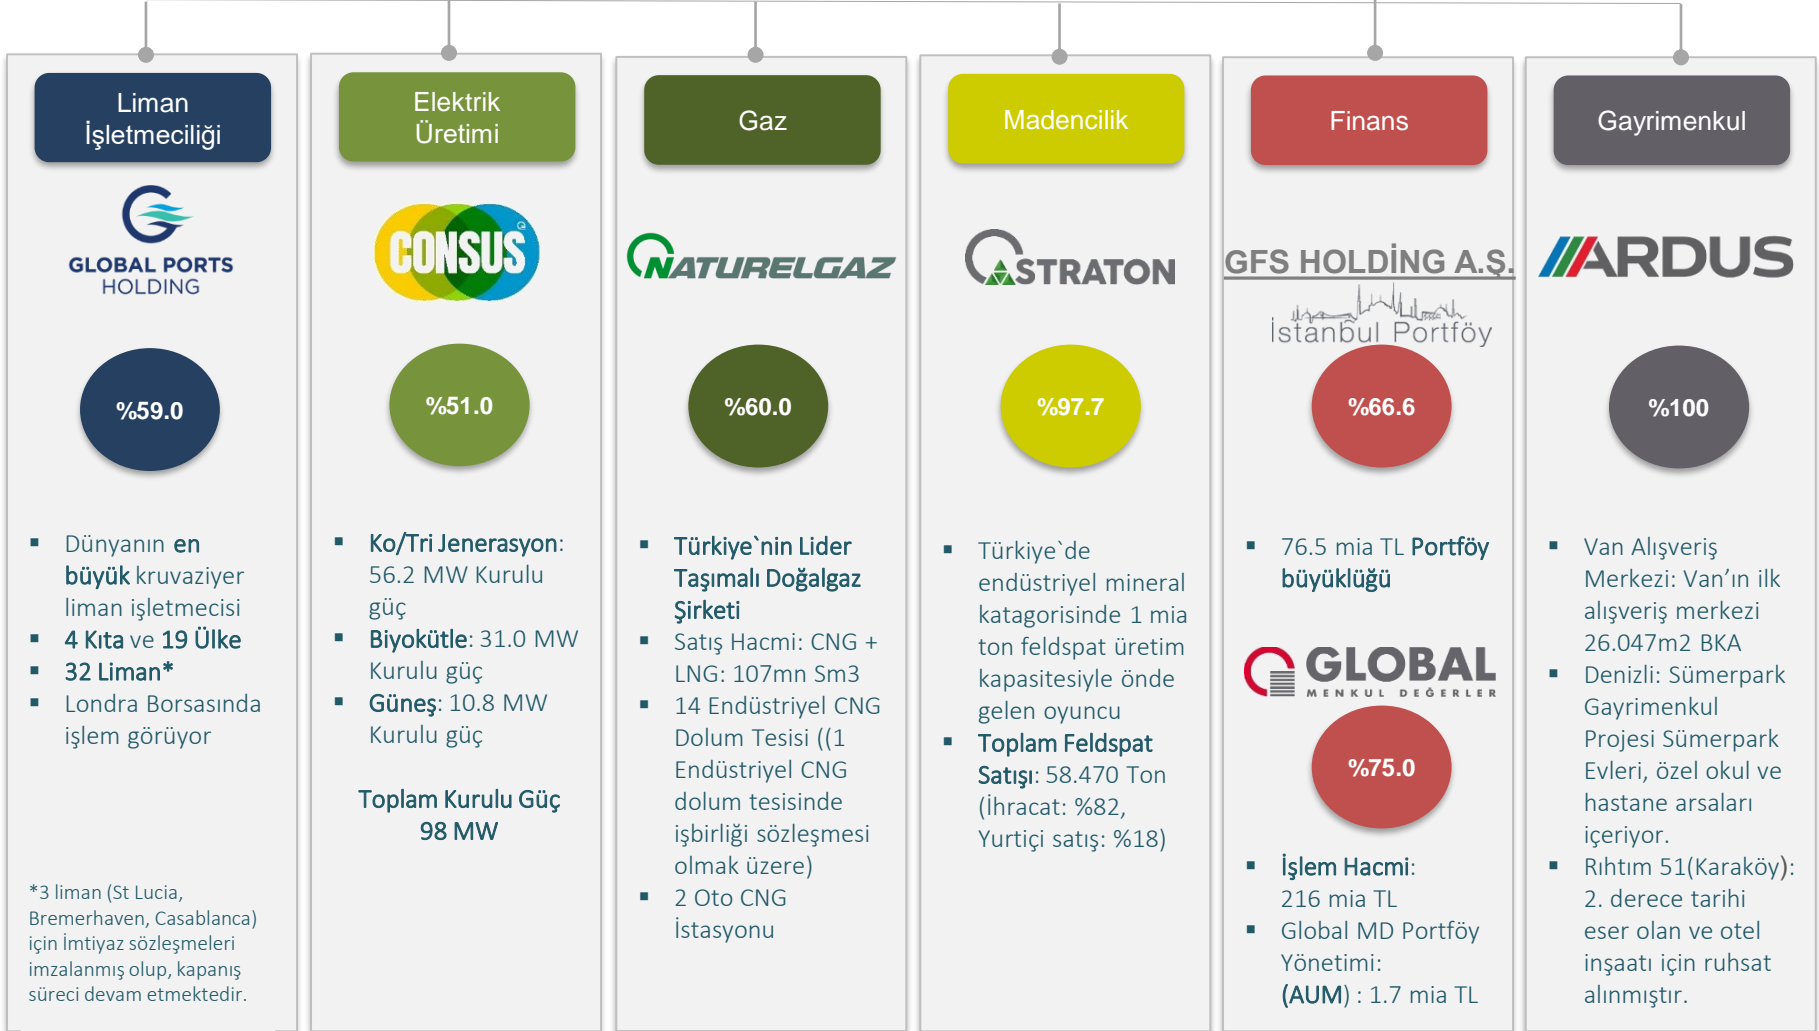 Liman
İşletmeciliği
GLOBAL PORTS
HOLDING
%59.0
▪ Dünyanın en
büyük kruvaziyer
liman işletmecisi
▪ 4 Kıta ve 19 Ülke
▪ 32 Liman*
▪ Londra Borsasında
işlem görüyor
*3 liman (St Lucia,
Bremerhaven, Casablanca)
için İmtiyaz sözleşmeleri
imzalanmış olup, kapanış
süreci devam etmektedir.
Elektrik
Üretimi
CONSUS
%51.0
▪ Ko/Tri Jenerasyon:
56.2 MW Kurulu
güç
▪ Biyokütle: 31.0 MW
Kurulu güç
▪ Güneş: 10.8 MW
Kurulu güç
Toplam Kurulu Güç
98 MW
Gaz
NATURELGAZ
%60.0
▪ Türkiye`nin Lider
Taşımalı Doğalgaz
Şirketi
▪ Satış Hacmi: CNG +
LNG: 107mn Sm3
▪ 14 Endüstriyel CNG
Dolum Tesisi ((1
Endüstriyel CNG
dolum tesisinde
işbirliği sözleşmesi
olmak üzere)
▪ 2 Oto CNG
İstasyonu
Madencilik
STRATON
%97.7
▪ Türkiye`de
endüstriyel mineral
katagorisinde 1 mia
ton feldspat üretim
kapasitesiyle önde
gelen oyuncu
▪ Toplam Feldspat
Satışı: 58.470 Ton
(İhracat: %82,
Yurtiçi satış: %18)
Finans
GFS HOLDİNG A.Ş.
İstanbul Portföy
%66.6
▪ 76.5 mia TL Portföy
büyüklüğü
GLOBAL
MENKUL DEĞERLER
%75.0
▪ İşlem Hacmi:
216 mia TL
▪ Global MD Portföy
Yönetimi:
(AUM) : 1.7 mia TL
Gayrimenkul
ARDUS
%100
▪ Van Alışveriş
Merkezi: Van’ın ilk
alışveriş merkezi
26.047m2 BKA
▪ Denizli: Sümerpark
Gayrimenkul
Projesi Sümerpark
Evleri, özel okul ve
hastane arsaları
içeriyor.
▪ Rıhtım 51(Karaköy):
2. derece tarihi
eser olan ve otel
inşaatı için ruhsat
alınmıştır.